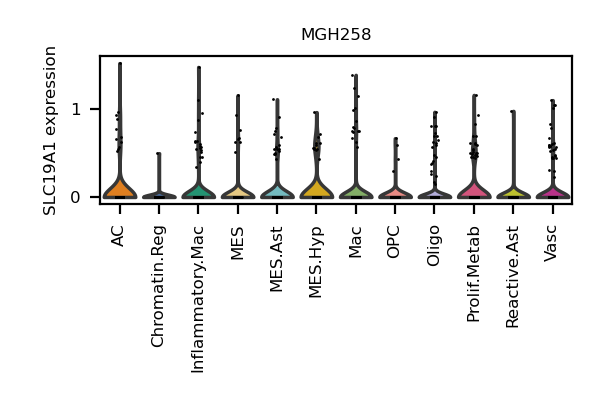 MGH258
SLC19A1 expression
1
0
AC
Chromatin.Reg
Inflammatory.Mac
MES
MES.Ast
MES.Hyp
Mac
OPC
Oligo
Prolif.Metab
Reactive.Ast
Vasc